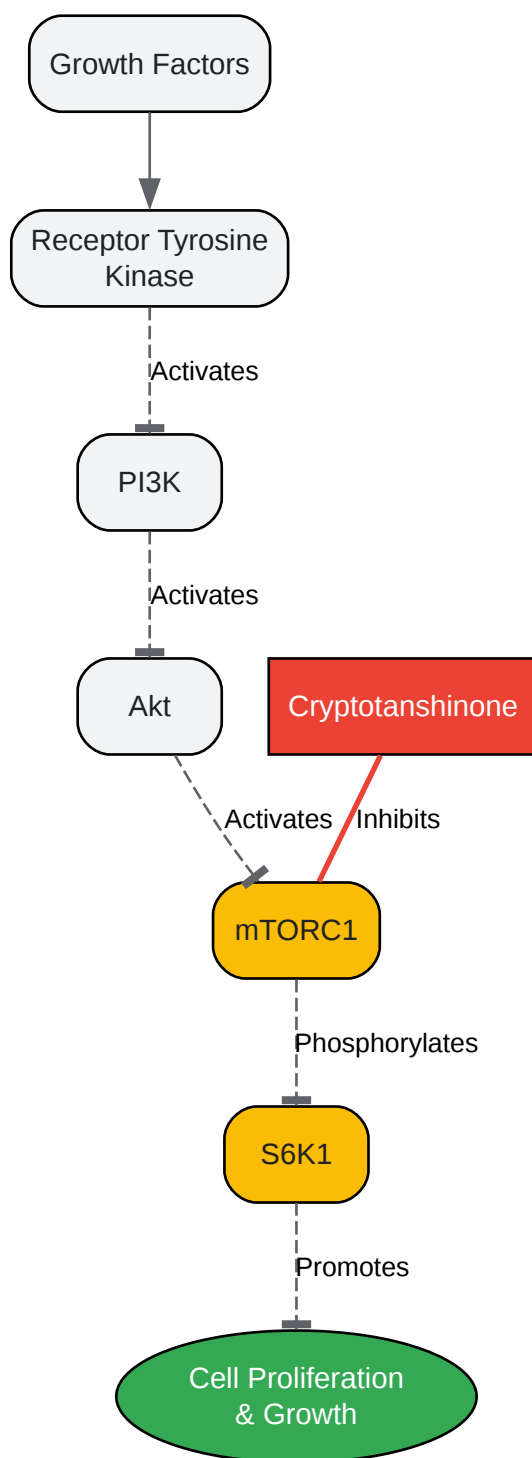 Growth Factors
Receptor Tyrosine
Kinase
Activates
PI3K
Activates
Akt
Cryptotanshinone
Activates
Inhibits
mTORC1
Phosphorylates
S6K1
Promotes
Cell Proliferation
& Growth